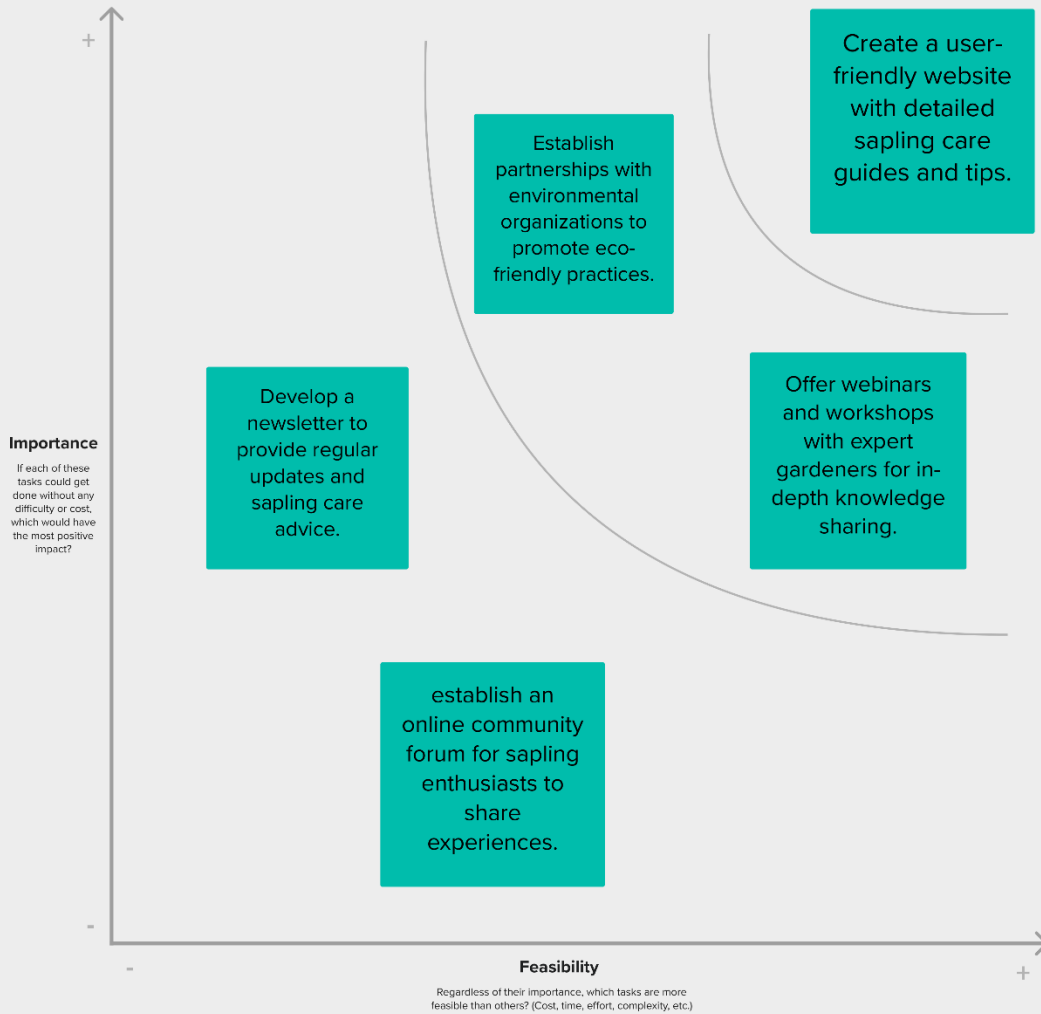 +
Create a user-
friendly website
with detailed
sapling care
guides and tips.
Establish
partnerships with
environmental
organizations to
promote eco-
friendly practices.
Develop a
newsletter to
provide regular
updates and
sapling care
advice.
Offer webinars
and workshops
with expert
gardeners for in-
depth knowledge
sharing.
Importance
If each of these
tasks could get
done without any
difficulty or cost,
which would have
the most positive
impact?
establish an
online community
forum for sapling
enthusiasts to
share
experiences.
-
-
+
Feasibility
Regardless of their importance, which tasks are more
feasible than others? (Cost, time, effort, complexity, etc.)